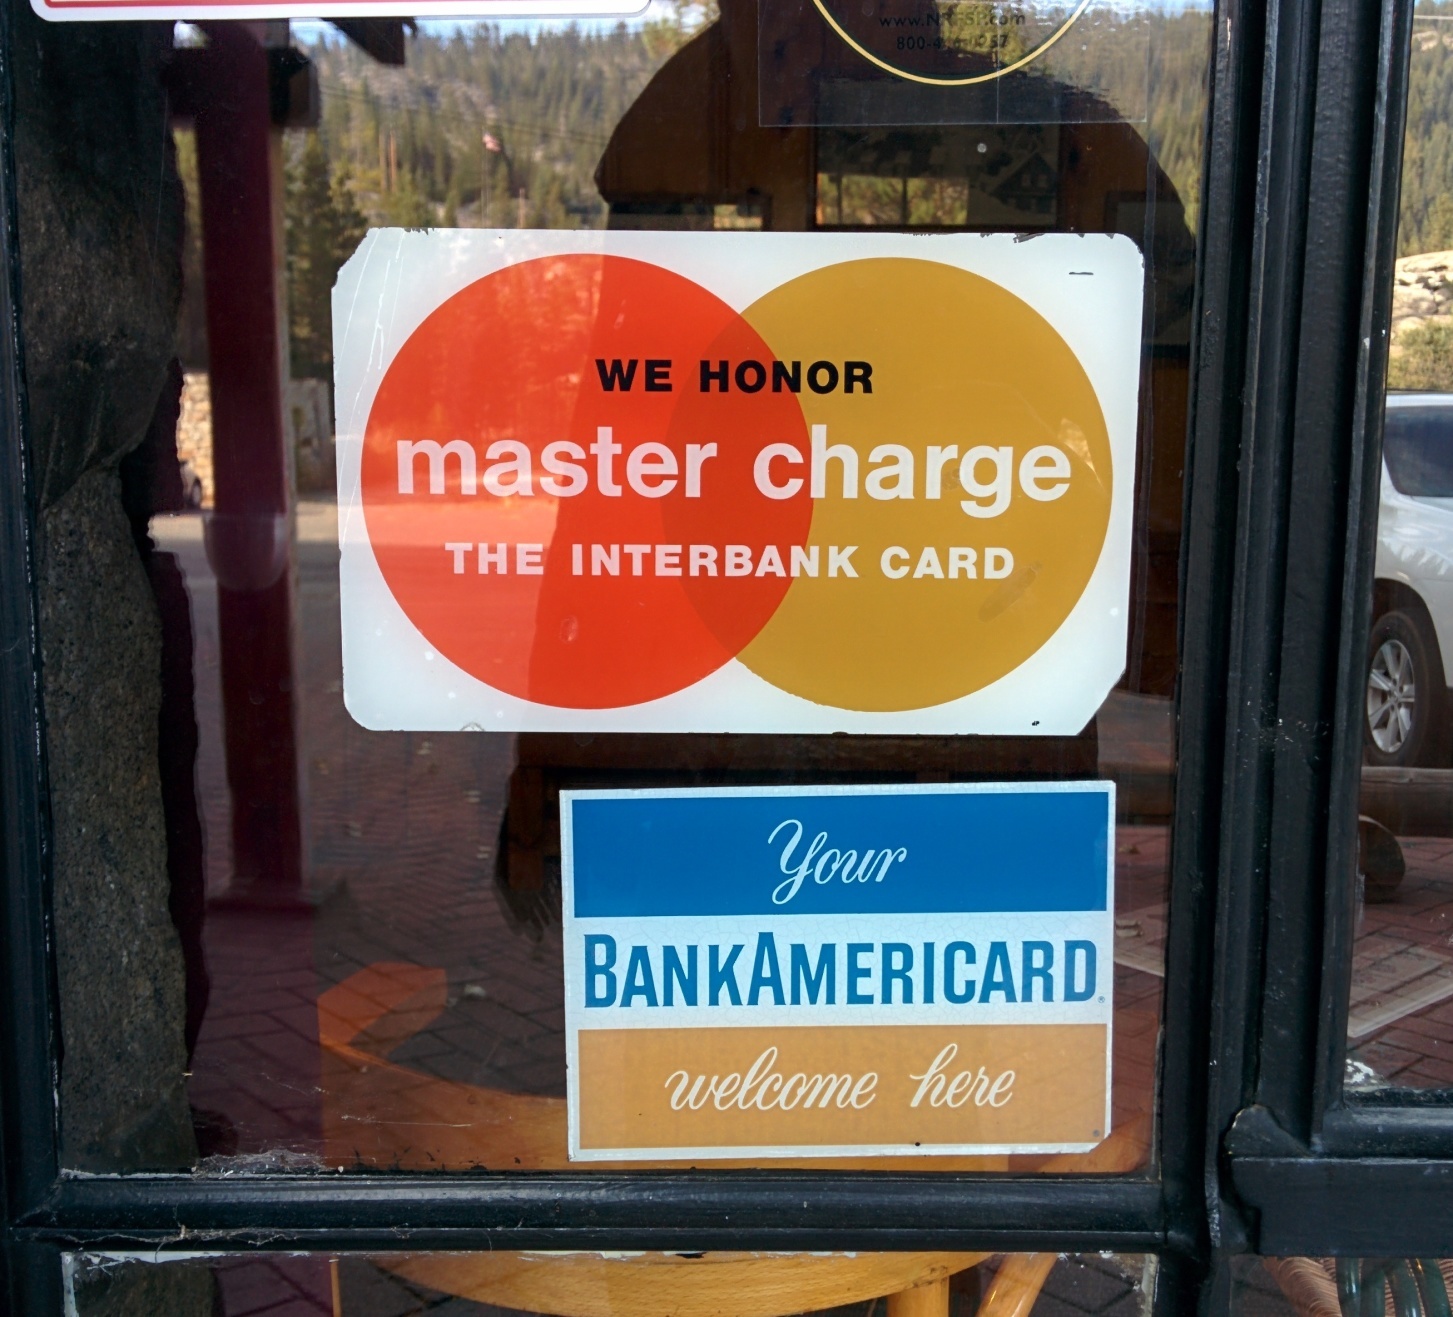 WE HONOR
master charge
THE INTERBANK CARD
Your
BANKAMERICARD®
welcome here